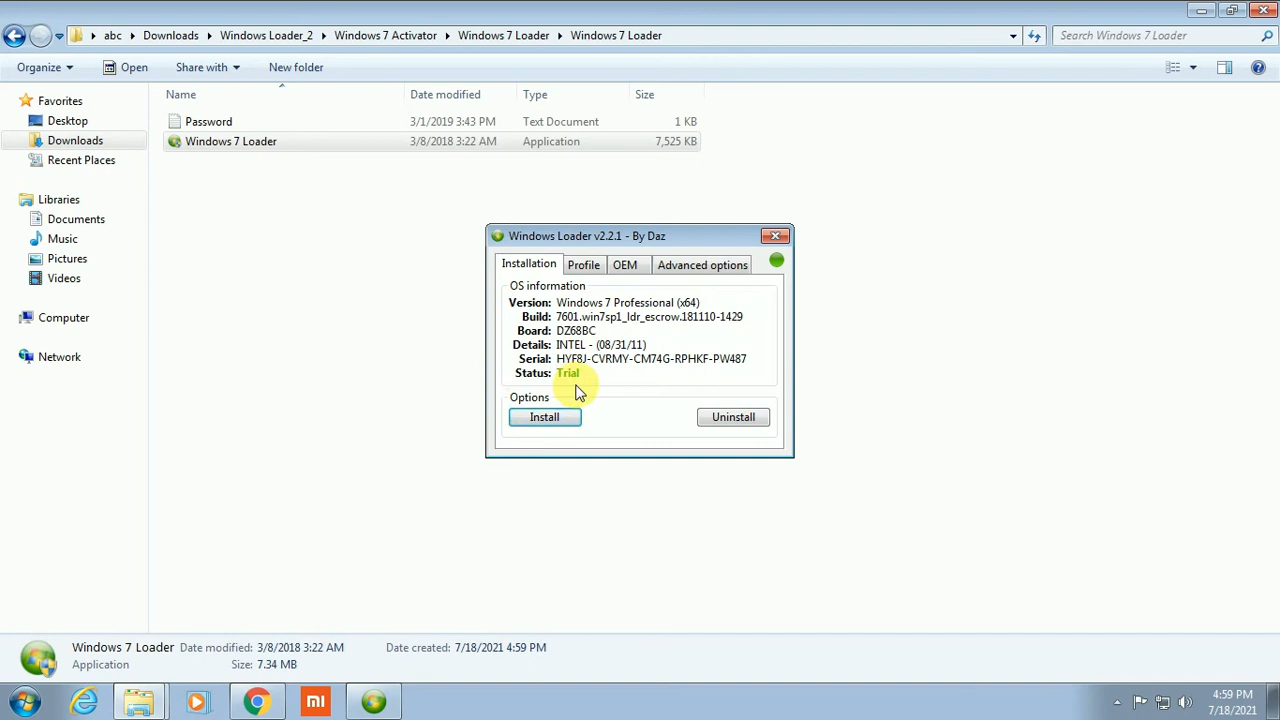 abc Downloads Windows Loader_2 Windows 7 Activator Windows 7 Loader Windows 7 Loader
Search Windows 7 Loader
Organize Open Share with New folder
Favorites
Desktop
Downloads
Recent Places
Libraries
Documents
Music
Pictures
Videos
Computer
Network
Name Date modified Type Size
Password 3/1/2019 3:43 PM Text Document 1 KB
Windows 7 Loader 3/8/2018 3:22 AM Application 7,525 KB
Windows Loader v2.2.1 - By Daz
Installation Profile OEM Advanced options
OS information
Version: Windows 7 Professional (x64)
Build: 7601.win7sp1_ldr_escrow.181110-1429
Board: DZ68BC
Details: INTEL - (08/31/11)
Serial: HYF8J-CVRMY-CM74G-RPHKF-PW487
Status: Trial
Options
Install Uninstall
Windows 7 Loader Date modified: 3/8/2018 3:22 AM Date created: 7/18/2021 4:59 PM
Application Size: 7.34 MB
mi
4:59 PM
7/18/2021